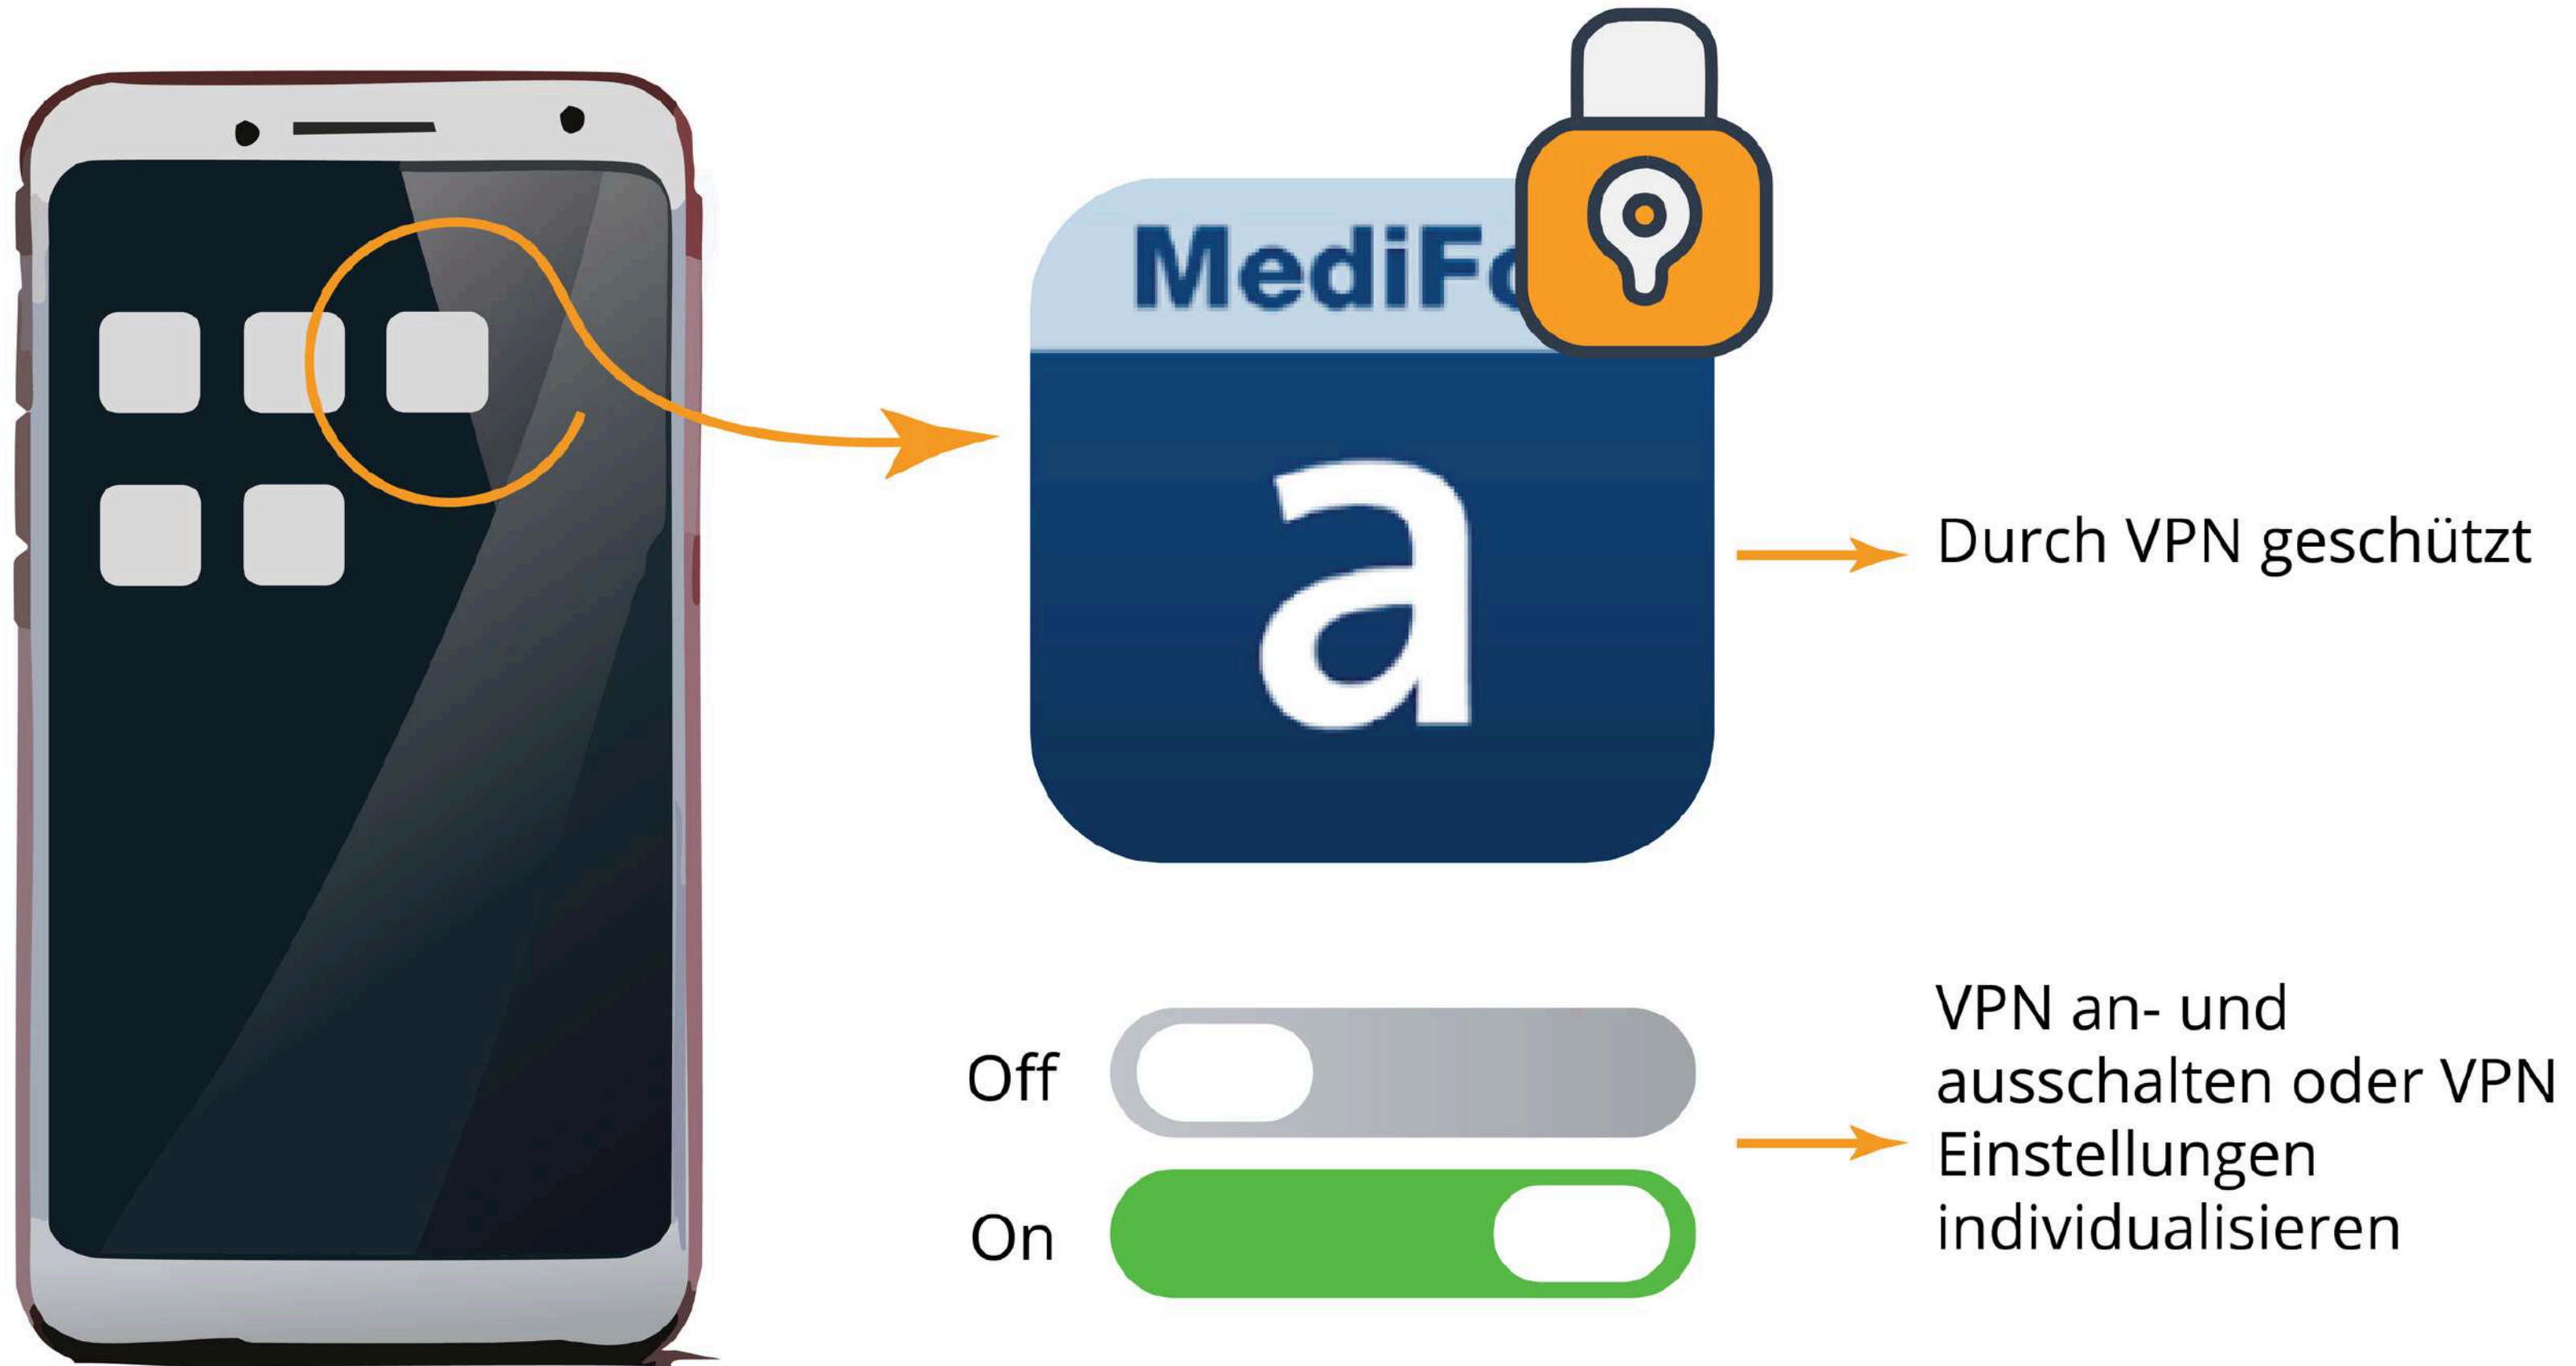 MediFo
a
Durch VPN geschützt
Off
On
VPN an- und
ausschalten oder VPN
Einstellungen
individualisieren